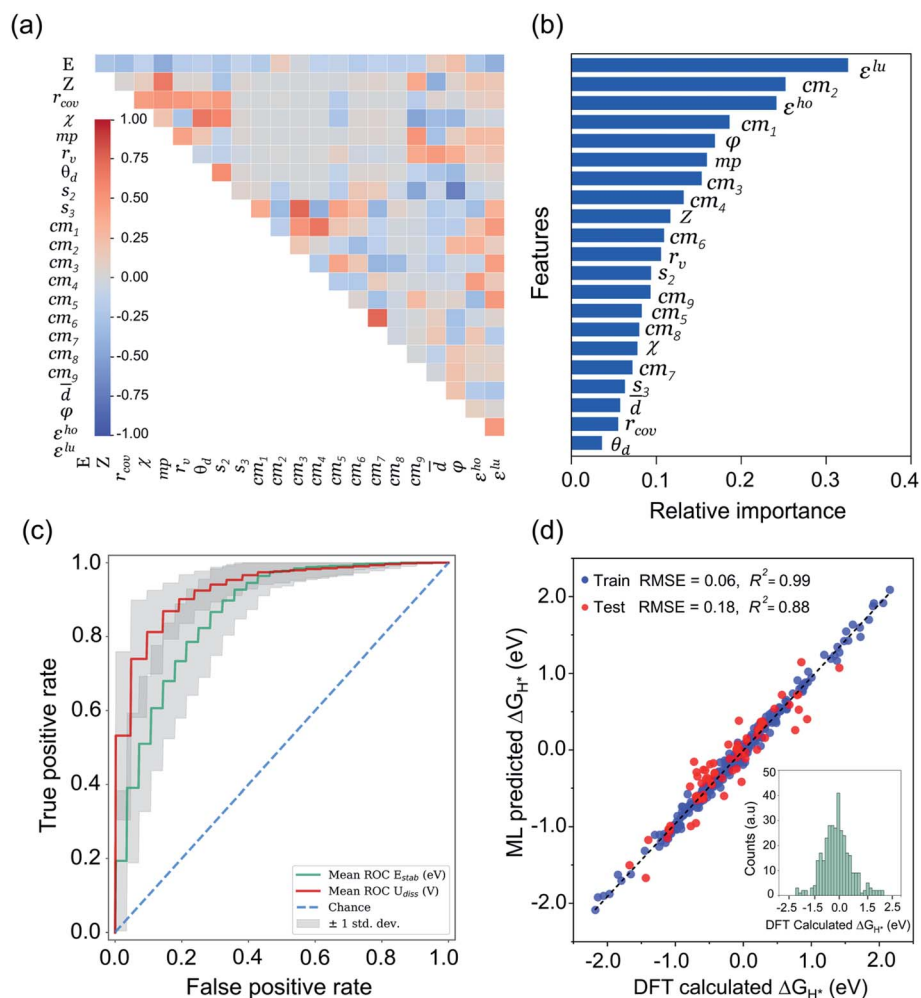 (a)
E
Z
r_cov
χ
mp
r_v
θ_d
s_2
s_3
cm_1
cm_2
cm_3
cm_4
cm_5
cm_6
cm_7
cm_8
cm_9
d̅
φ
ε^ho
ε^lu
1.00
0.75
0.50
0.25
0.00
-0.25
-0.50
-0.75
-1.00
E Z r_cov χ mp r_v θ_d s_2 s_3 cm_1 cm_2 cm_3 cm_4 cm_5 cm_6 cm_7 cm_8 cm_9 d̅ φ ε^ho ε^lu
(b)
Features
ε^lu
cm_2
ε^ho
cm_1
φ
mp
cm_3
cm_4
Z
cm_6
r_v
s_2
cm_9
cm_5
cm_8
χ
cm_7
s_3
d̅
r_cov
θ_d
0.0 0.1 0.2 0.3 0.4
Relative importance
(c)
True positive rate
1.0
0.8
0.6
0.4
0.2
0.0
Mean ROC E_stab (eV)
Mean ROC U_diss (V)
Chance
± 1 std. dev.
0.0 0.2 0.4 0.6 0.8 1.0
False positive rate
(d)
ML predicted ΔG_H* (eV)
Train RMSE = 0.06, R² = 0.99
Test RMSE = 0.18, R² = 0.88
2.0
1.0
0.0
-1.0
-2.0
Counts (a.u)
50
40
30
20
10
0
-2.5 -1.5 0.0 1.5 2.5
DFT Calculated ΔG_H* (eV)
-2.0 -1.0 0.0 1.0 2.0
DFT calculated ΔG_H* (eV)